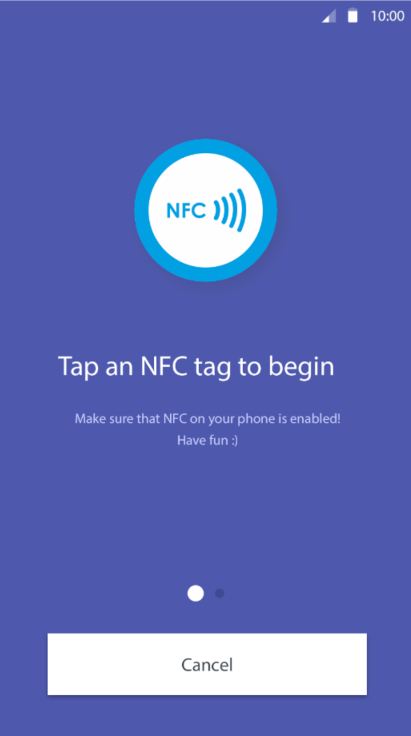 10:00
NFC
Tap an NFC tag to begin
Make sure that NFC on your phone is enabled!
Have fun :)
Cancel